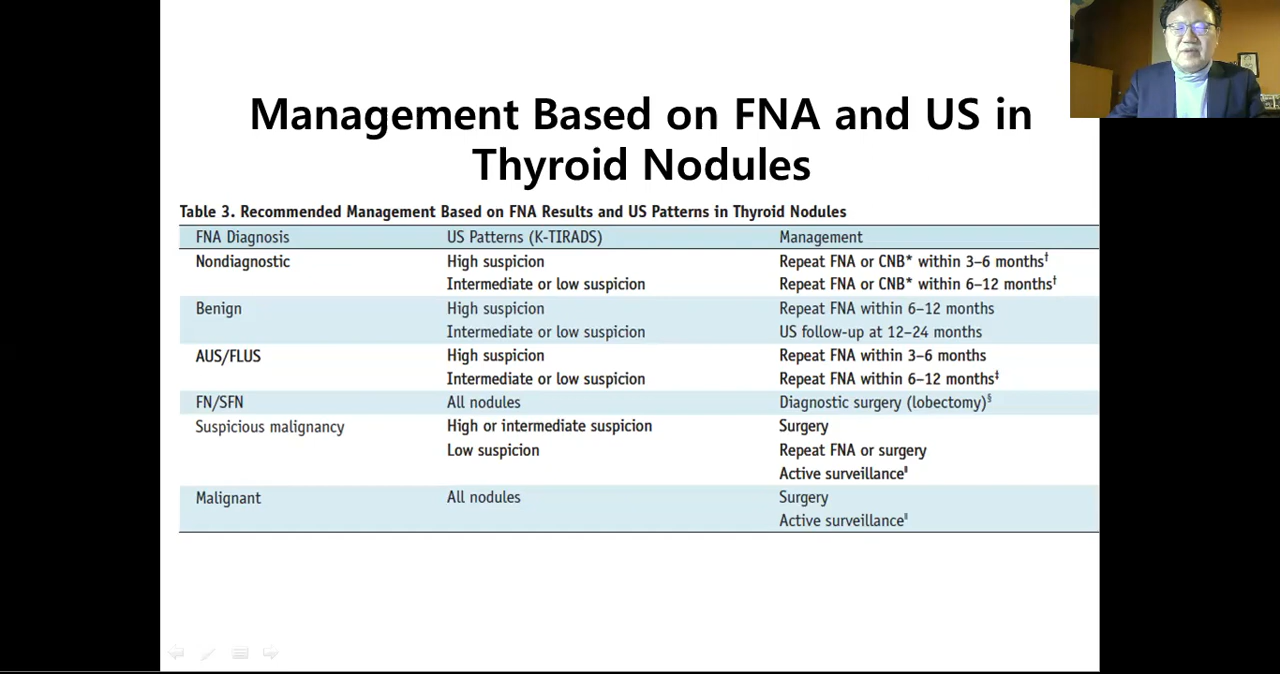 Management Based on FNA and US in
Thyroid Nodules
Table 3. Recommended Management Based on FNA Results and US Patterns in Thyroid Nodules
FNA Diagnosis US Patterns (K-TIRADS) Management
Nondiagnostic High suspicion Repeat FNA or CNB* within 3–6 months†
Intermediate or low suspicion Repeat FNA or CNB* within 6–12 months†
Benign High suspicion Repeat FNA within 6–12 months
Intermediate or low suspicion US follow-up at 12–24 months
AUS/FLUS High suspicion Repeat FNA within 3–6 months
Intermediate or low suspicion Repeat FNA within 6–12 months‡
FN/SFN All nodules Diagnostic surgery (lobectomy)§
Suspicious malignancy High or intermediate suspicion Surgery
Low suspicion Repeat FNA or surgery
Active surveillance‖
Malignant All nodules Surgery
Active surveillance‖